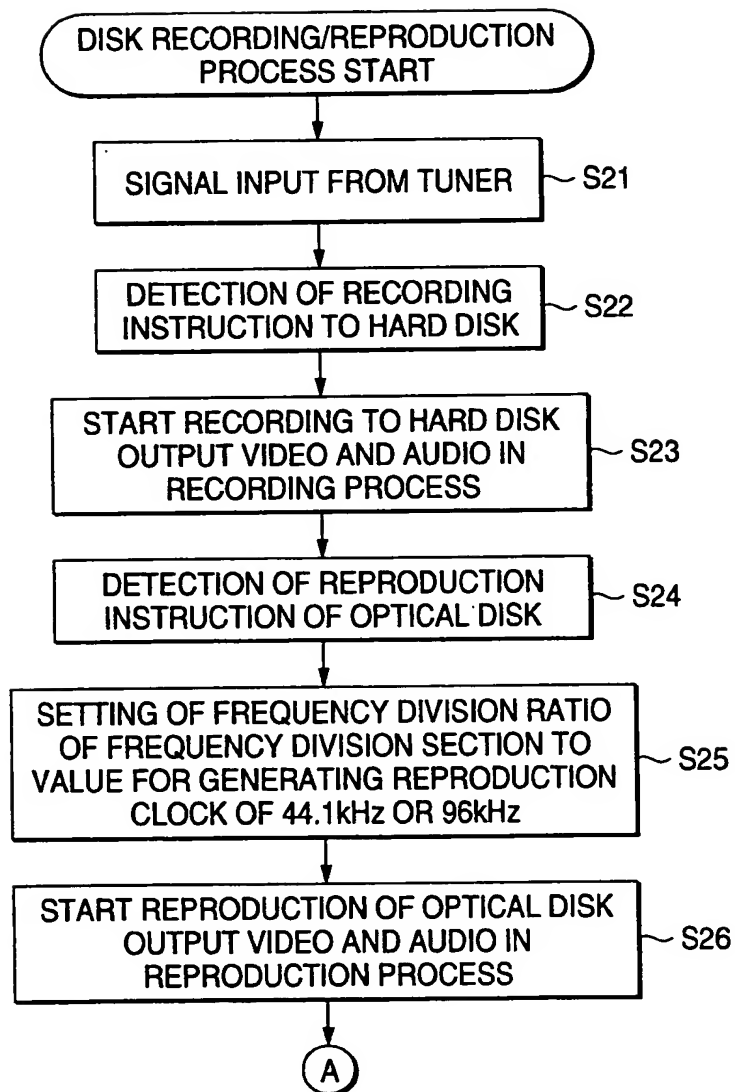 DISK RECORDING/REPRODUCTION
PROCESS START
SIGNAL INPUT FROM TUNER
S21
DETECTION OF RECORDING
INSTRUCTION TO HARD DISK
S22
START RECORDING TO HARD DISK
OUTPUT VIDEO AND AUDIO IN
RECORDING PROCESS
S23
DETECTION OF REPRODUCTION
INSTRUCTION OF OPTICAL DISK
S24
SETTING OF FREQUENCY DIVISION RATIO
OF FREQUENCY DIVISION SECTION TO
VALUE FOR GENERATING REPRODUCTION
CLOCK OF 44.1kHz OR 96kHz
S25
START REPRODUCTION OF OPTICAL DISK
OUTPUT VIDEO AND AUDIO IN
REPRODUCTION PROCESS
S26
A